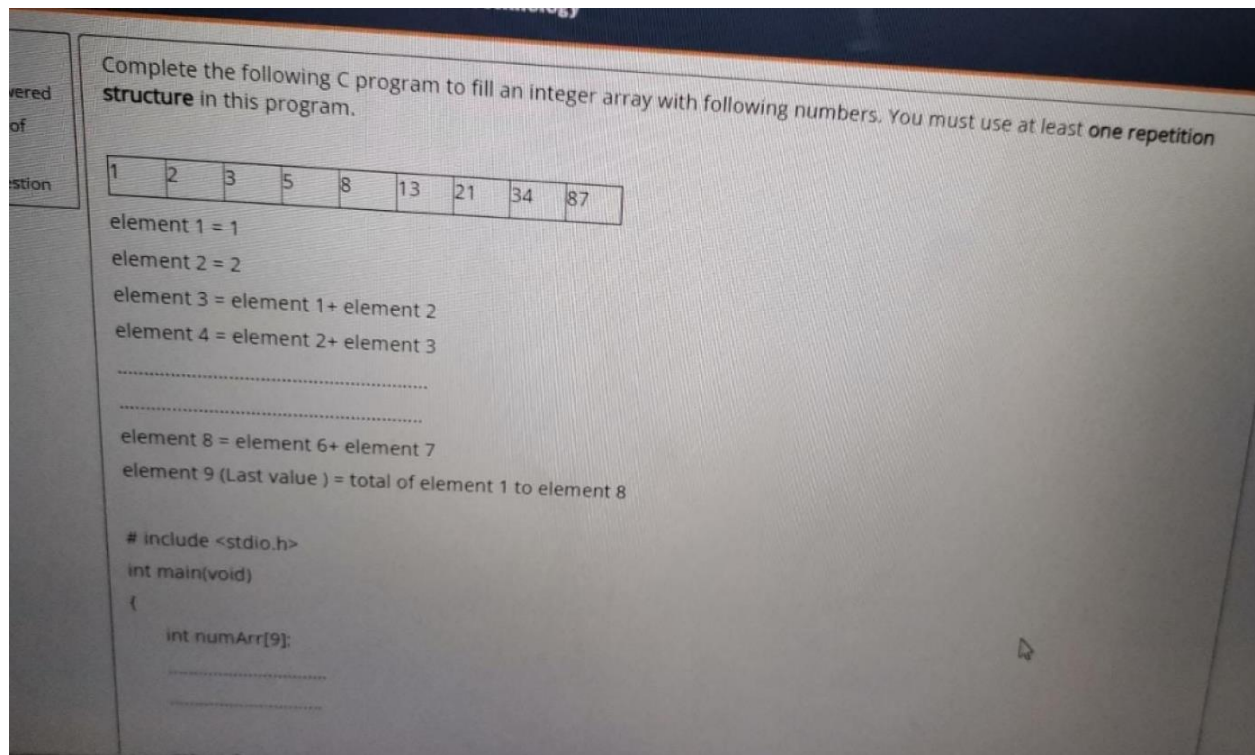 Complete the following C program to fill an integer array with following numbers. You must use at least one repetition
structure in this program.
of
1 2 3 5 8 13 21 34 87
element 1 = 1
element 2 = 2
element 3 = element 1+ element 2
element 4 = element 2+ element 3
................................................................
................................................................
element 8 = element 6+ element 7
element 9 (Last value ) = total of element 1 to element 8
# include <stdio.h>
int main(void)
{
int numArr[9];
................................
................................